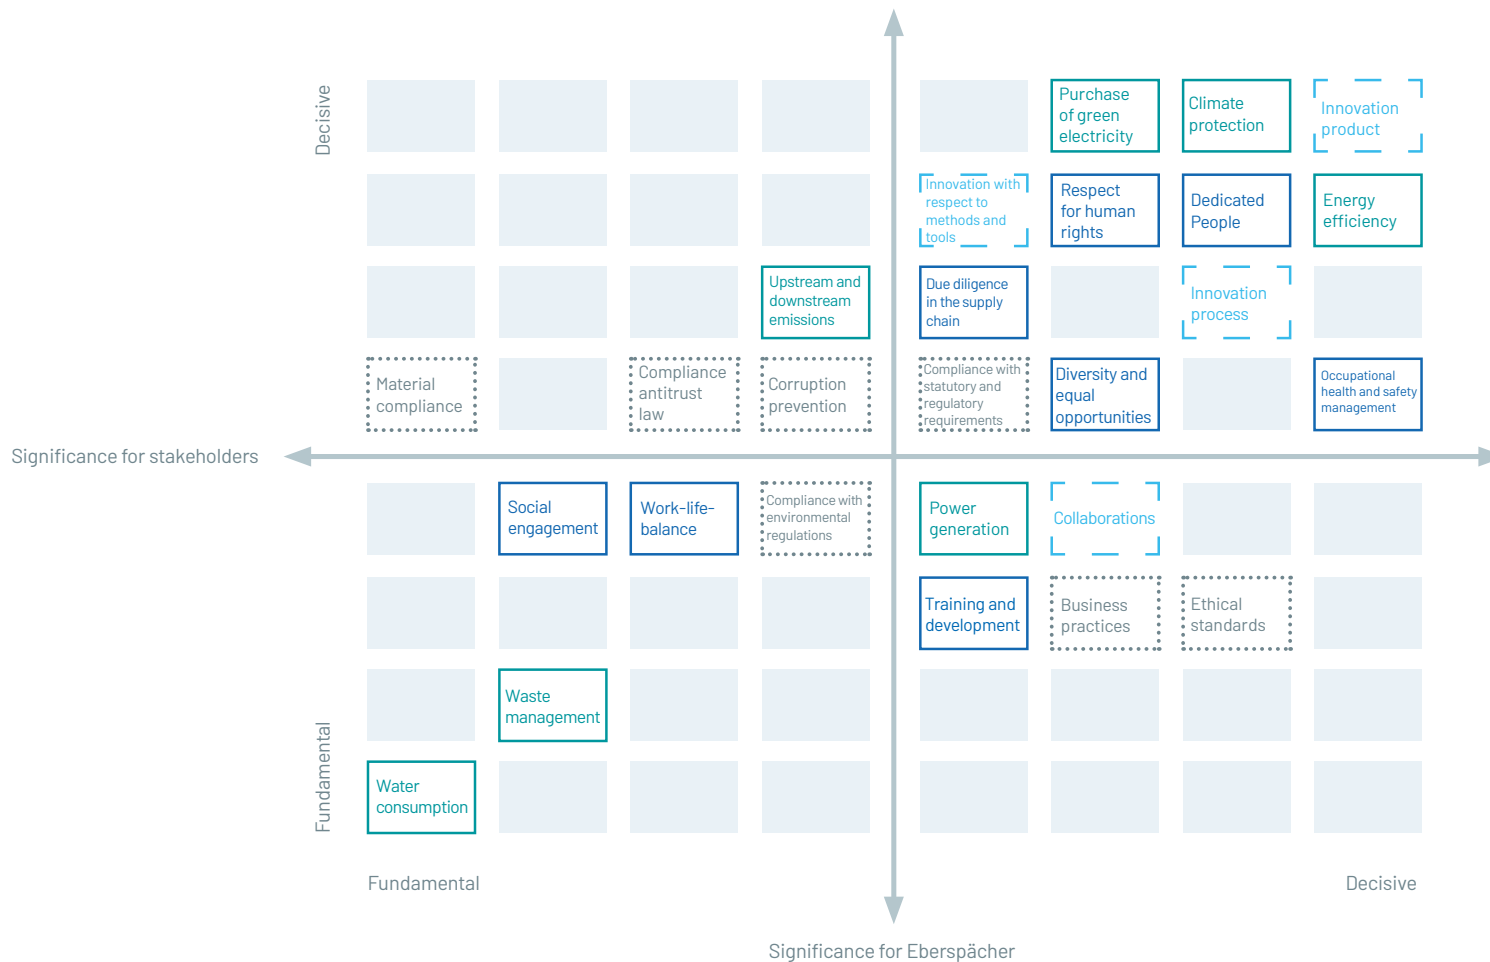 Decisive
Purchase
of green
electricity
Climate
protection
Innovation
product
Innovation with
respect to
methods and
tools
Respect
for human
rights
Dedicated
People
Energy
efficiency
Upstream and
downstream
emissions
Due diligence
in the supply
chain
Innovation
process
Material
compliance
Compliance
antitrust
law
Corruption
prevention
Compliance with
statutory and
regulatory
requirements
Diversity and
equal
opportunities
Occupational
health and safety
management
Significance for stakeholders
Social
engagement
Work-life-
balance
Compliance with
environmental
regulations
Power
generation
Collaborations
Training and
development
Business
practices
Ethical
standards
Waste
management
Fundamental
Water
consumption
Fundamental
Decisive
Significance for Eberspächer